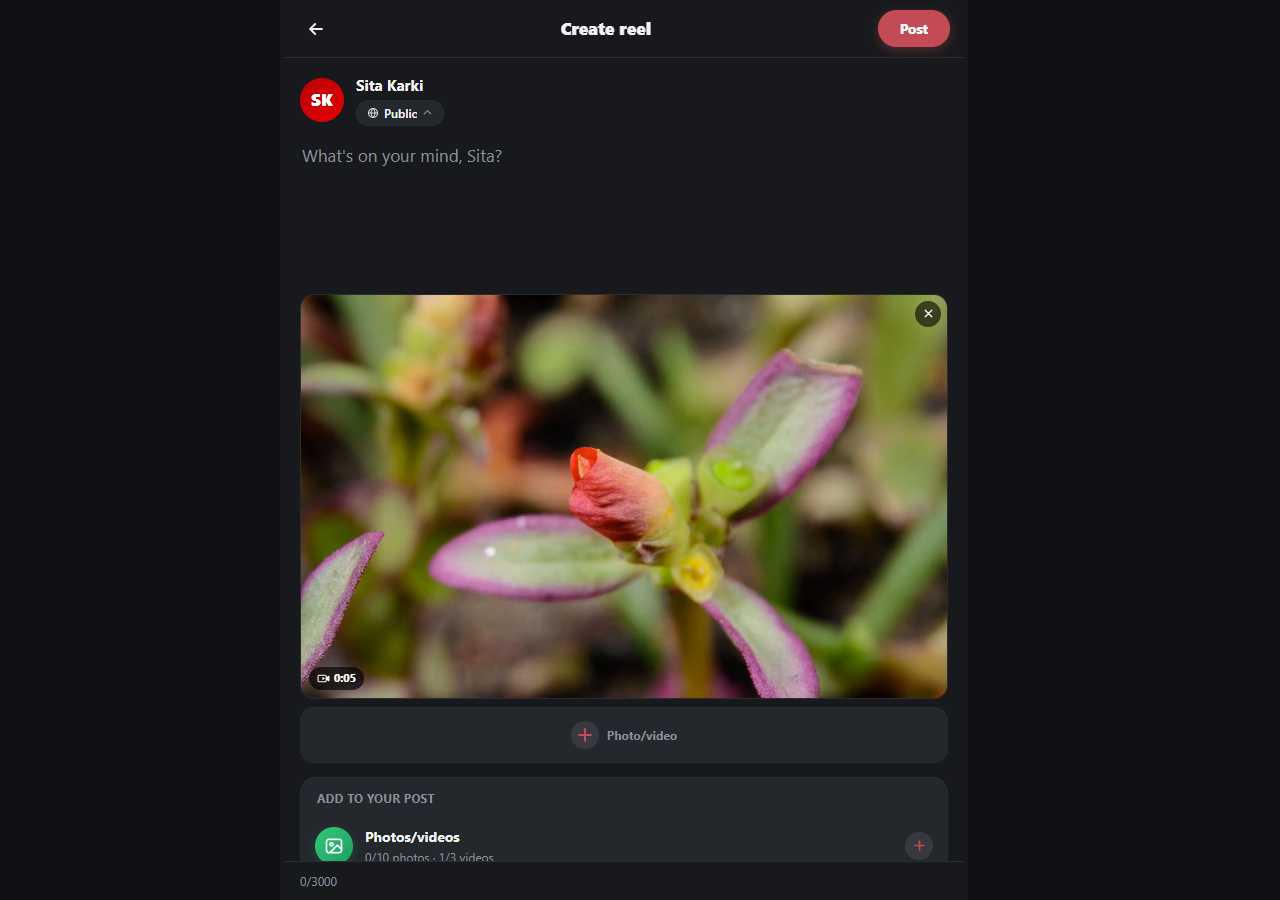 Create reel
Post
SK
Sita Karki
Public
What's on your mind, Sita?
0:05
Photo/video
ADD TO YOUR POST
Photos/videos
0/10 photos · 1/3 videos
0/3000